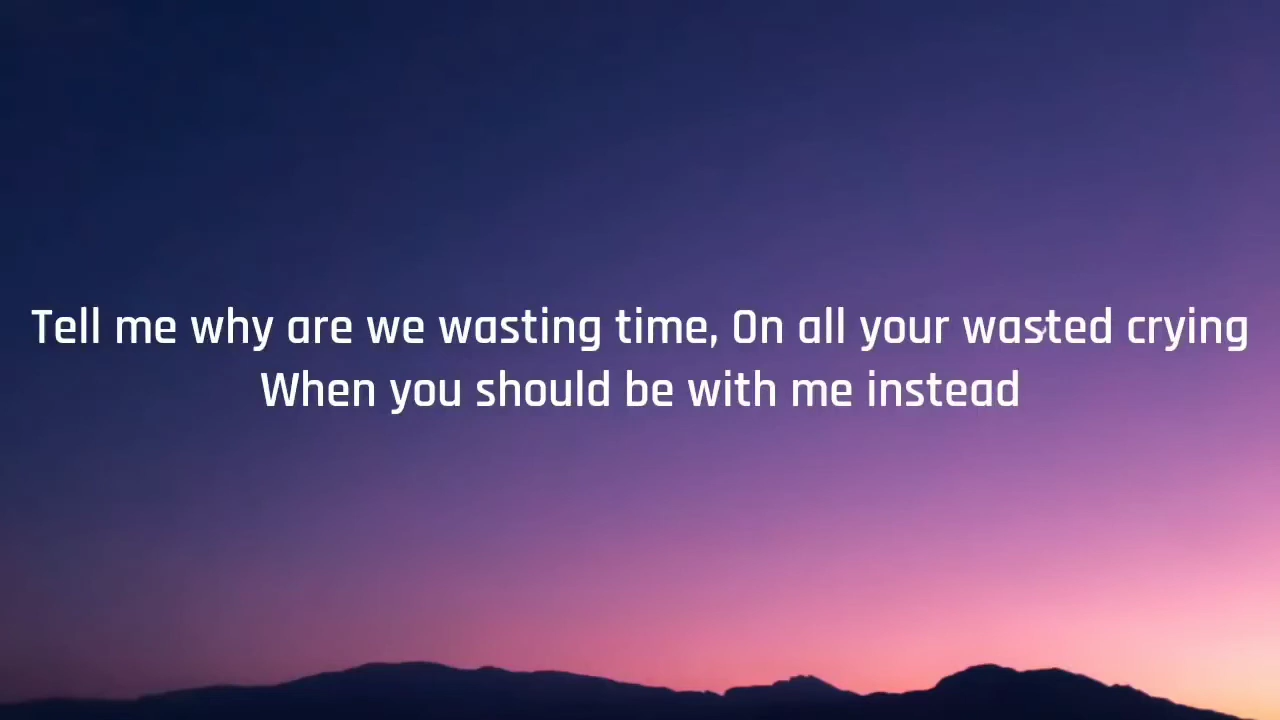 Tell me why are we wasting time, On all your wasted crying
When you should be with me instead